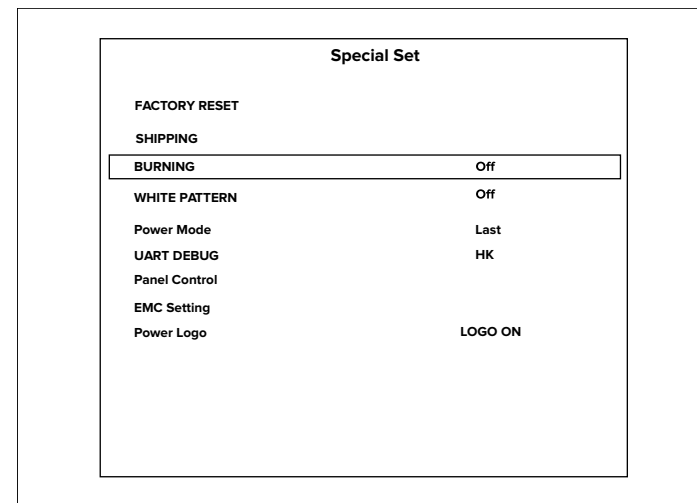 Special Set
FACTORY RESET
SHIPPING
BURNING Off
WHITE PATTERN Off
Power Mode Last
UART DEBUG HK
Panel Control
EMC Setting
Power Logo LOGO ON